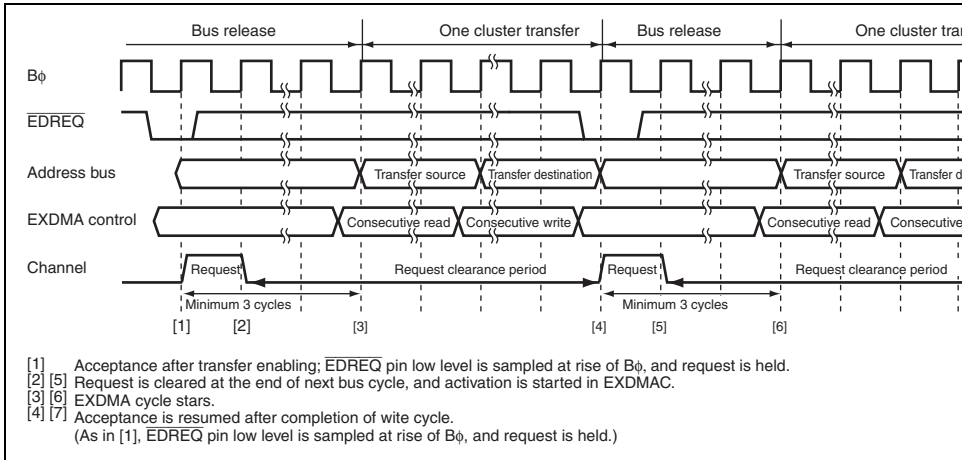 Bus release One cluster transfer Bus release One cluster tra
Bϕ
EDREQ
Address bus Transfer source Transfer destination Transfer source Transfer d
EXDMA control Consecutive read Consecutive write Consecutive read Consecutive
Channel Request Request clearance period Request Request clearance period
Minimum 3 cycles Minimum 3 cycles
[1] [2] [3] [4] [5] [6]
[1] Acceptance after transfer enabling; EDREQ pin low level is sampled at rise of Bϕ, and request is held.
[2] [5] Request is cleared at the end of next bus cycle, and activation is started in EXDMAC.
[3] [6] EXDMA cycle stars.
[4] [7] Acceptance is resumed after completion of wite cycle.
(As in [1], EDREQ pin low level is sampled at rise of Bϕ, and request is held.)